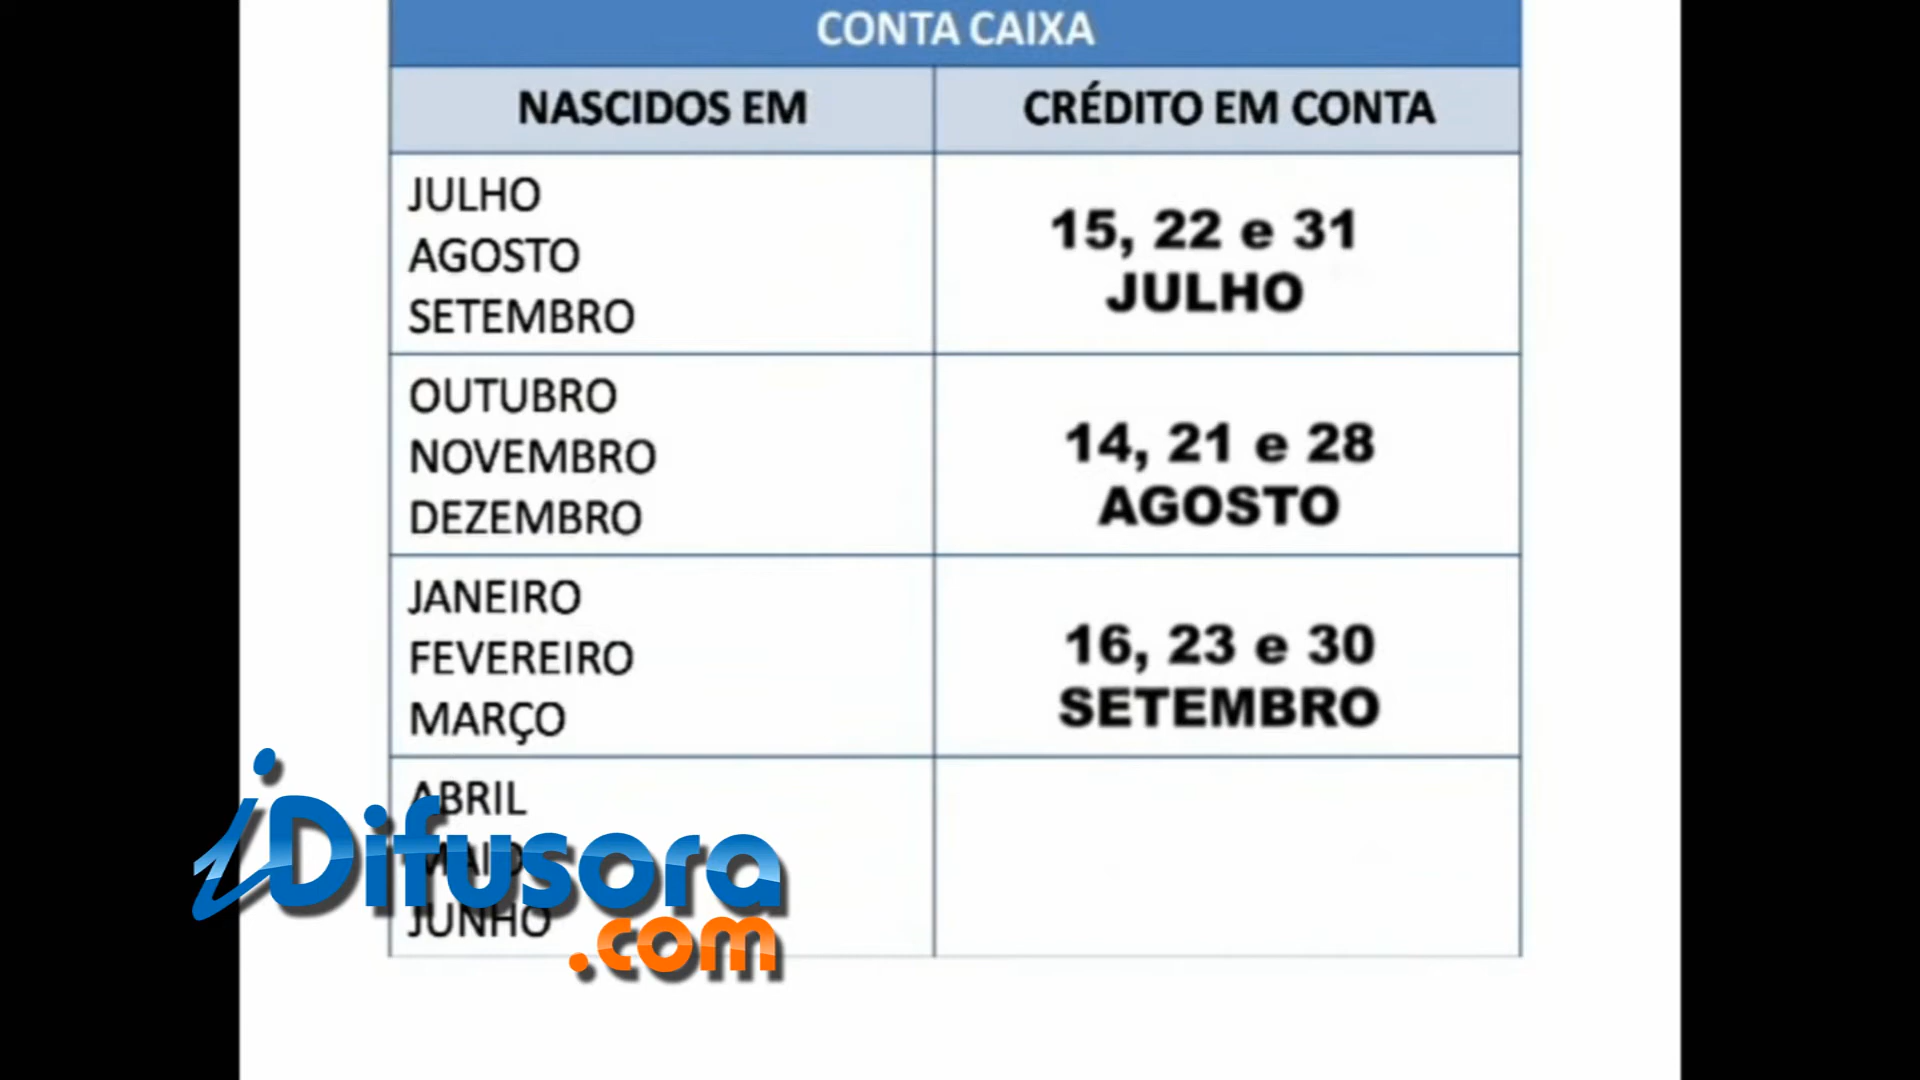 CONTA CAIXA
NASCIDOS EM
CRÉDITO EM CONTA
JULHO
AGOSTO
SETEMBRO
15, 22 e 31
JULHO
OUTUBRO
NOVEMBRO
DEZEMBRO
14, 21 e 28
AGOSTO
JANEIRO
FEVEREIRO
MARÇO
16, 23 e 30
SETEMBRO
ABRIL
MAIO
JUNHO
iDifusora
.com